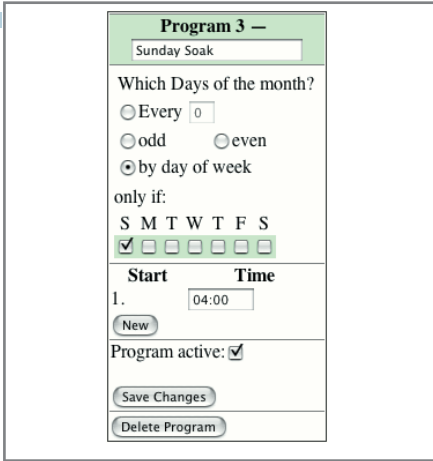 Program 3 —
Sunday Soak
Which Days of the month?
Every 0
odd even
by day of week
only if:
S M T W T F S
Start Time
1. 04:00
New
Program active:
Save Changes
Delete Program